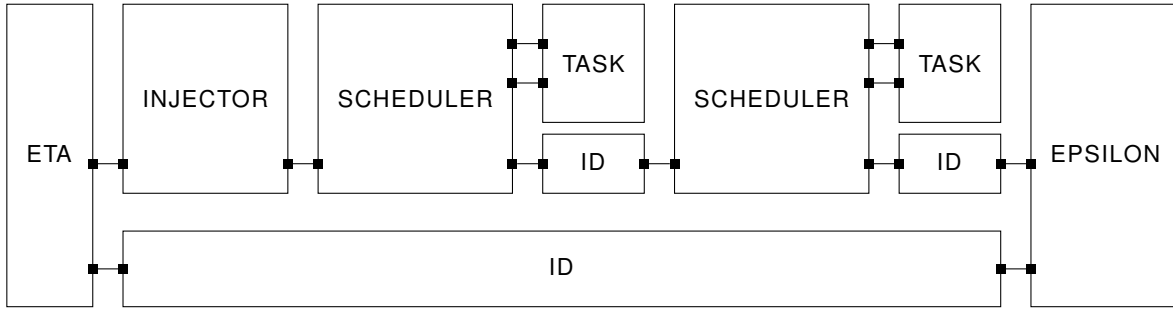 TASK
TASK
INJECTOR
SCHEDULER
SCHEDULER
ETA
ID
ID
EPSILON
ID